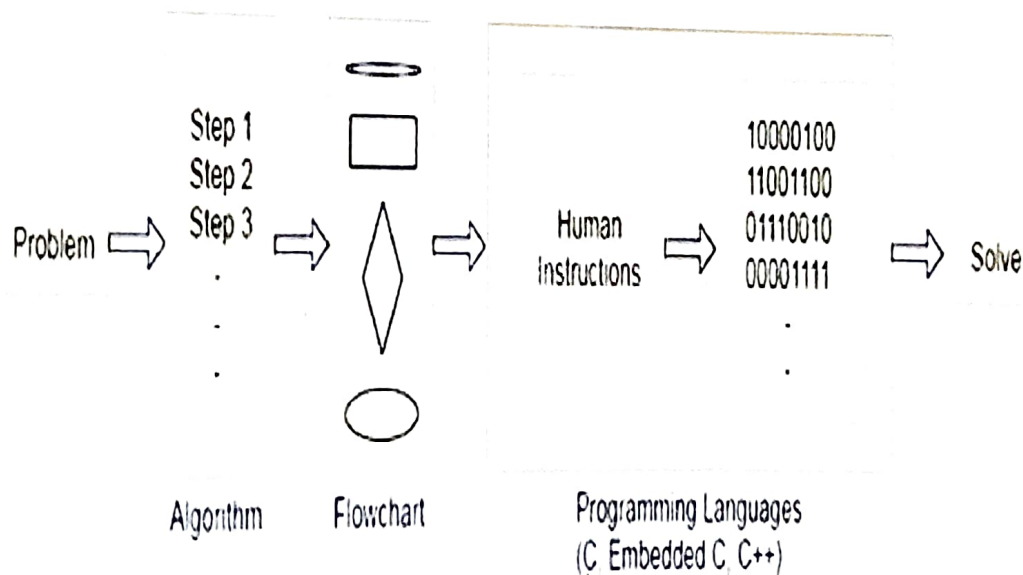 Problem
Step 1
Step 2
Step 3
.
.
.
Human
Instructions
10000100
11001100
01110010
00001111
.
.
Solve
Algorithm
Flowchart
Programming Languages
(C, Embedded C, C++)